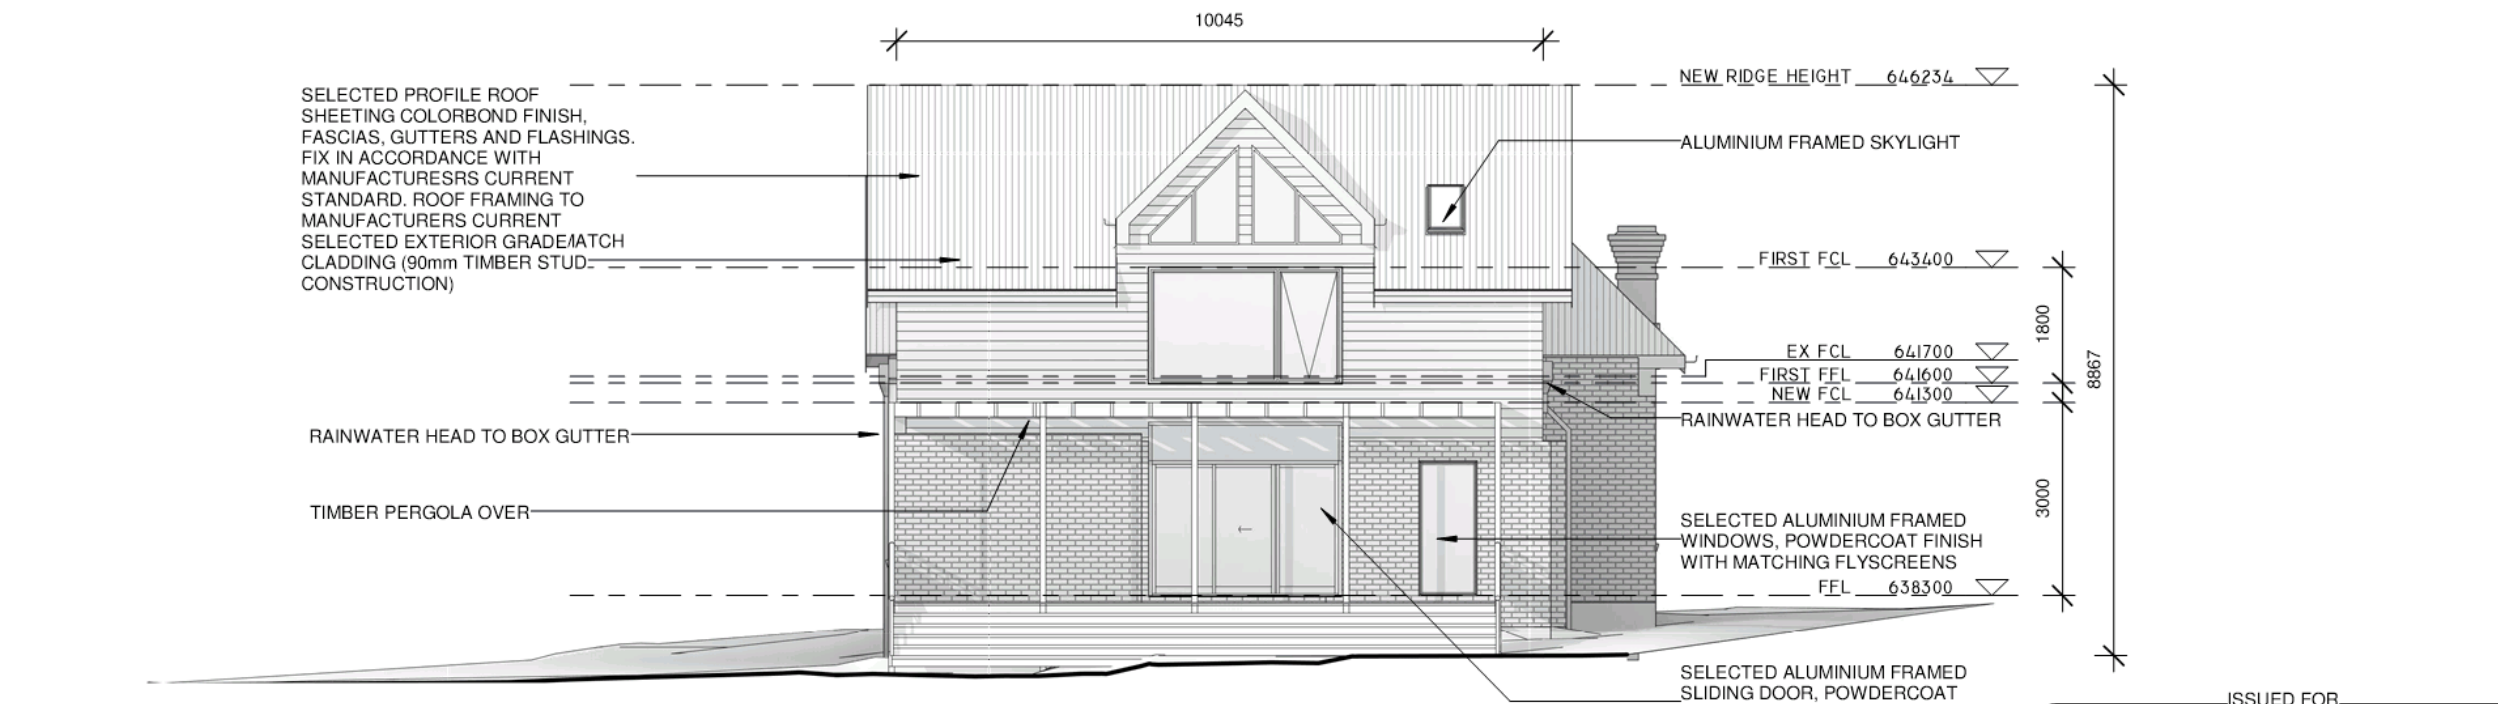 10045
SELECTED PROFILE ROOF
SHEETING COLORBOND FINISH,
FASCIAS, GUTTERS AND FLASHINGS.
FIX IN ACCORDANCE WITH
MANUFACTURESRS CURRENT
STANDARD. ROOF FRAMING TO
MANUFACTURERS CURRENT
SELECTED EXTERIOR GRADE/MATCH
CLADDING (90mm TIMBER STUD
CONSTRUCTION)
RAINWATER HEAD TO BOX GUTTER
TIMBER PERGOLA OVER
NEW RIDGE HEIGHT 646234
ALUMINIUM FRAMED SKYLIGHT
FIRST FCL 643400
EX FCL 641700
FIRST FFL 641600
NEW FCL 641300
RAINWATER HEAD TO BOX GUTTER
SELECTED ALUMINIUM FRAMED
WINDOWS, POWDERCOAT FINISH
WITH MATCHING FLYSCREENS
FFL 638300
SELECTED ALUMINIUM FRAMED
SLIDING DOOR, POWDERCOAT
1800
3000
8867
ISSUED FOR